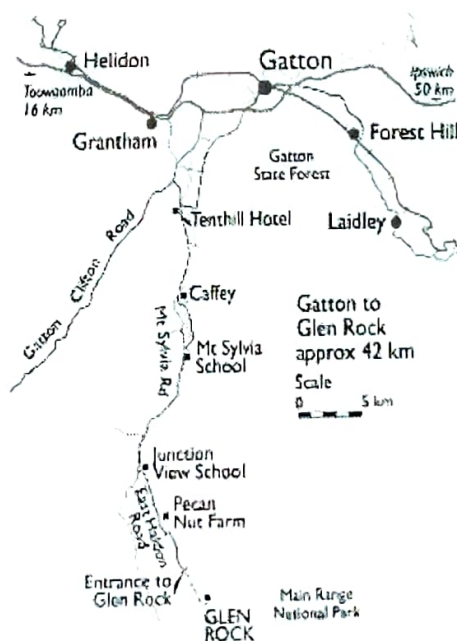 Helidon
Gatton
Toowoomba
16 km
Ipswich
50 km
Grantham
Forest Hill
Gatton
State Forest
Tenthill Hotel
Laidley
Gatton Clifton Road
Caffey
Gatton to
Glen Rock
approx 42 km
Mt Sylvia Rd
Mt Sylvia
School
Scale
0 5 km
Junction
View School
East Haldon
Road
Pecan
Nut Farm
Entrance to
Glen Rock
GLEN
ROCK
Main Range
National Park